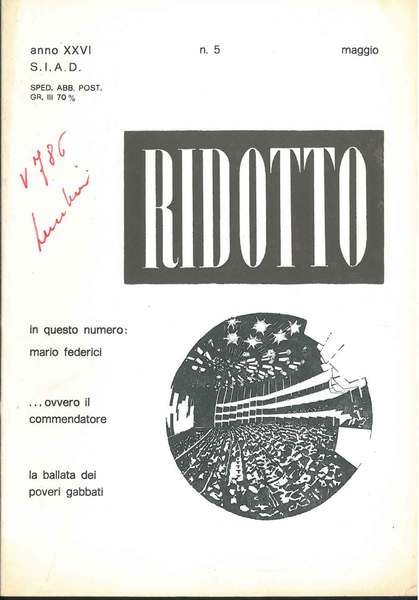 anno XXVI n. 5 maggio
S.I.A.D.
SPED. ABB. POST.
GR. III 70%
RIDOTTO
in questo numero:
mario federici
...ovvero il
commendatore
la ballata dei
poveri gabbati